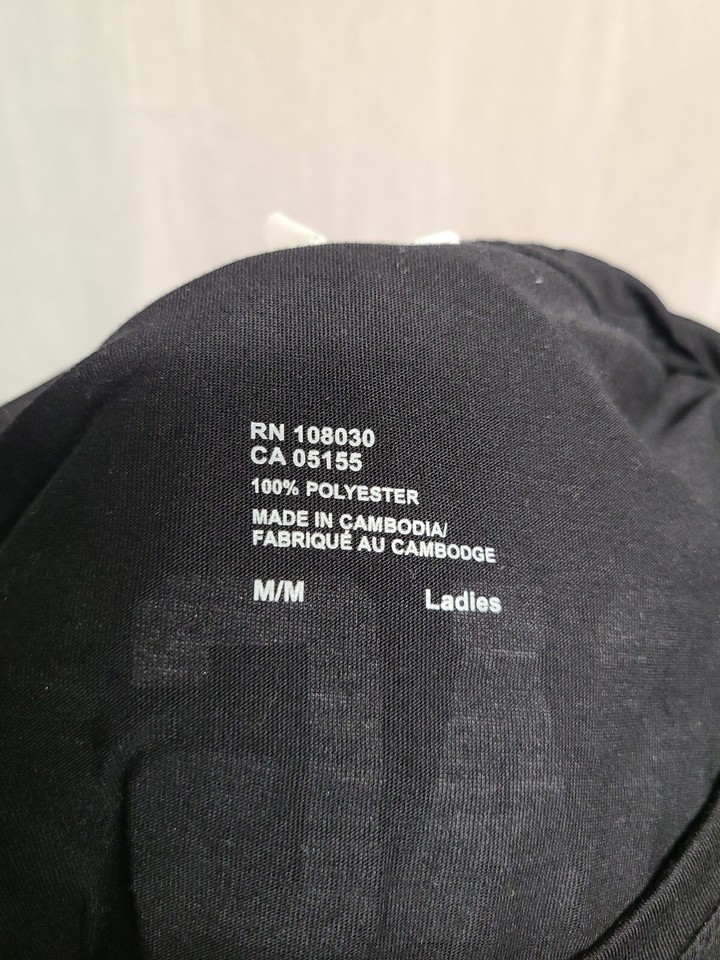 RN 108030
CA 05155
100% POLYESTER
MADE IN CAMBODIA/
FABRIQUÉ AU CAMBODGE
M/M Ladies